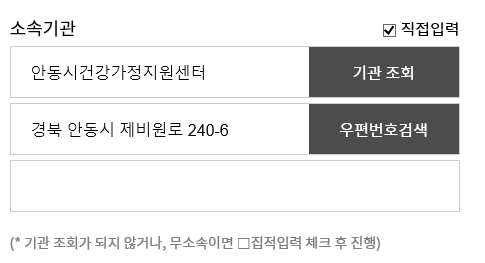 소속기관 ☑ 직접입력
안동시건강가정지원센터 기관 조회
경북 안동시 제비원로 240-6 우편번호검색
(* 기관 조회가 되지 않거나, 무소속이면 □집적입력 체크 후 진행)